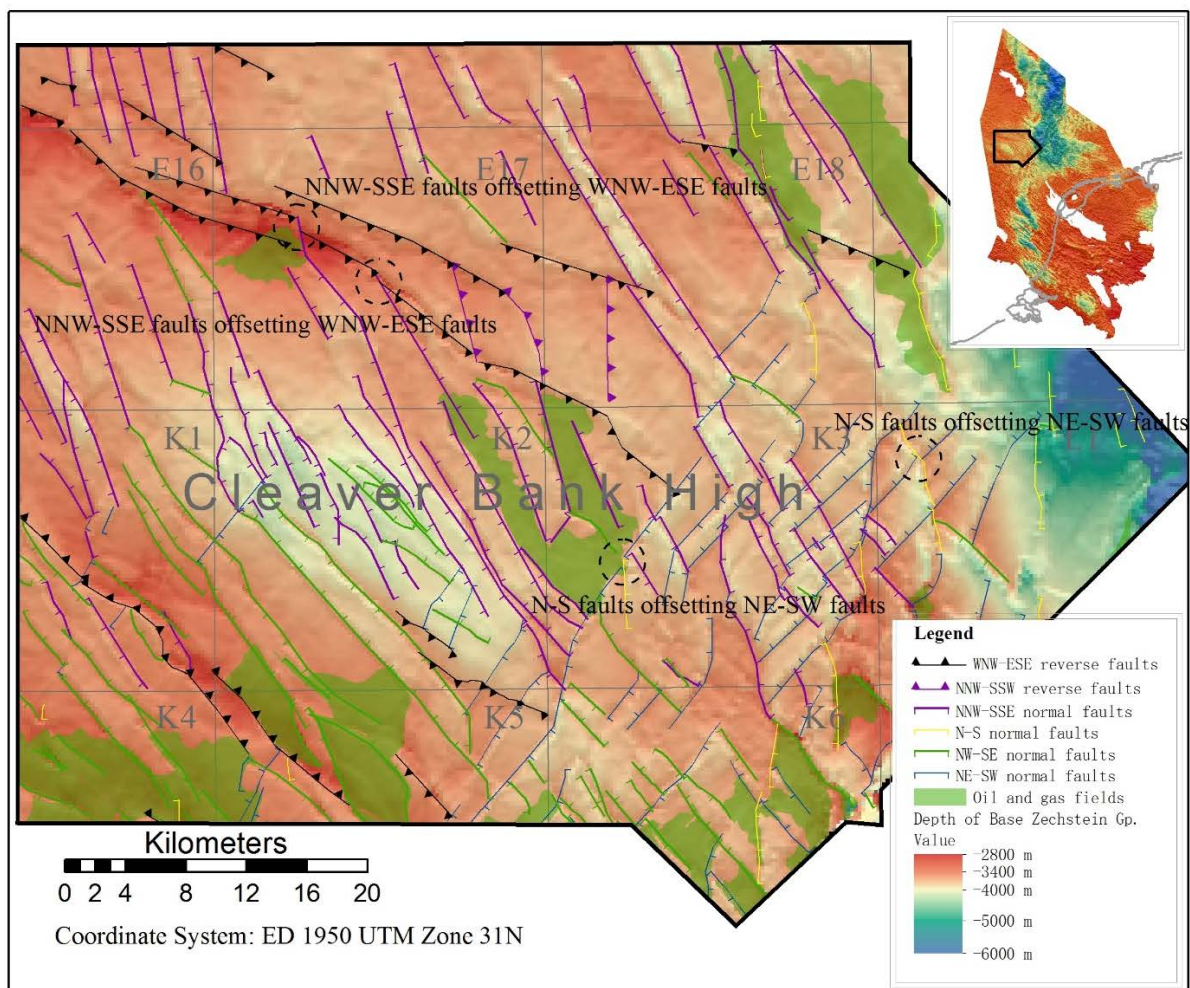 E16
E17
E18
NNW-SSE faults offsetting WNW-ESE faults
NNW-SSE faults offsetting WNW-ESE faults
N-S faults offsetting NE-SW faults
K1
K2
K3
Cleaver Bank High
N-S faults offsetting NE-SW faults
K4
K5
K6
Legend
WNW-ESE reverse faults
NNW-SSW reverse faults
NNW-SSE normal faults
N-S normal faults
NW-SE normal faults
NE-SW normal faults
Oil and gas fields
Depth of Base Zechstein Gp.
Value
-2800 m
-3400 m
-4000 m
-5000 m
-6000 m
Kilometers
0 2 4 8 12 16 20
Coordinate System: ED 1950 UTM Zone 31N